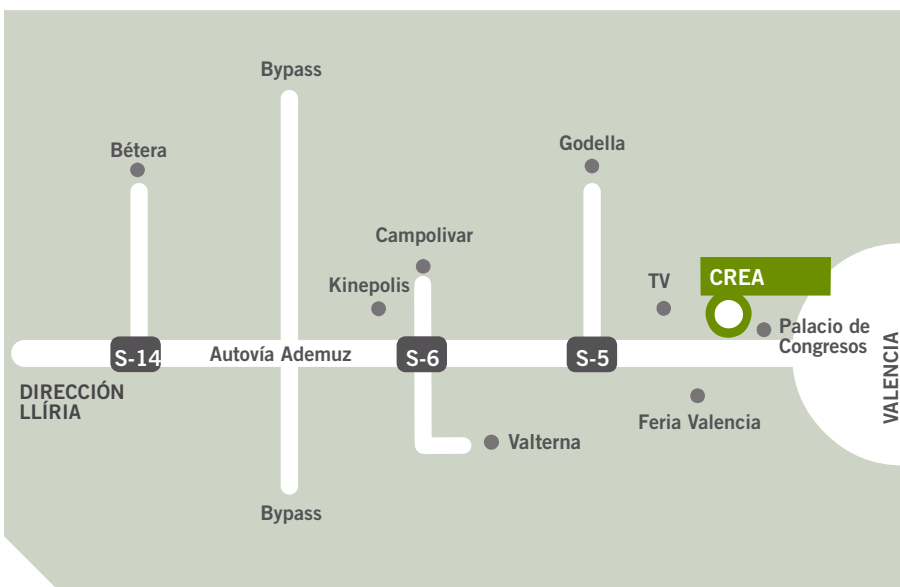 Bypass
Bétera
Godella
Campolivar
Kinepolis
TV
CREA
Palacio de
Congresos
S-14
Autovía Ademuz
S-6
S-5
VALENCIA
DIRECCIÓN
LLÍRIA
Feria Valencia
Valterna
Bypass